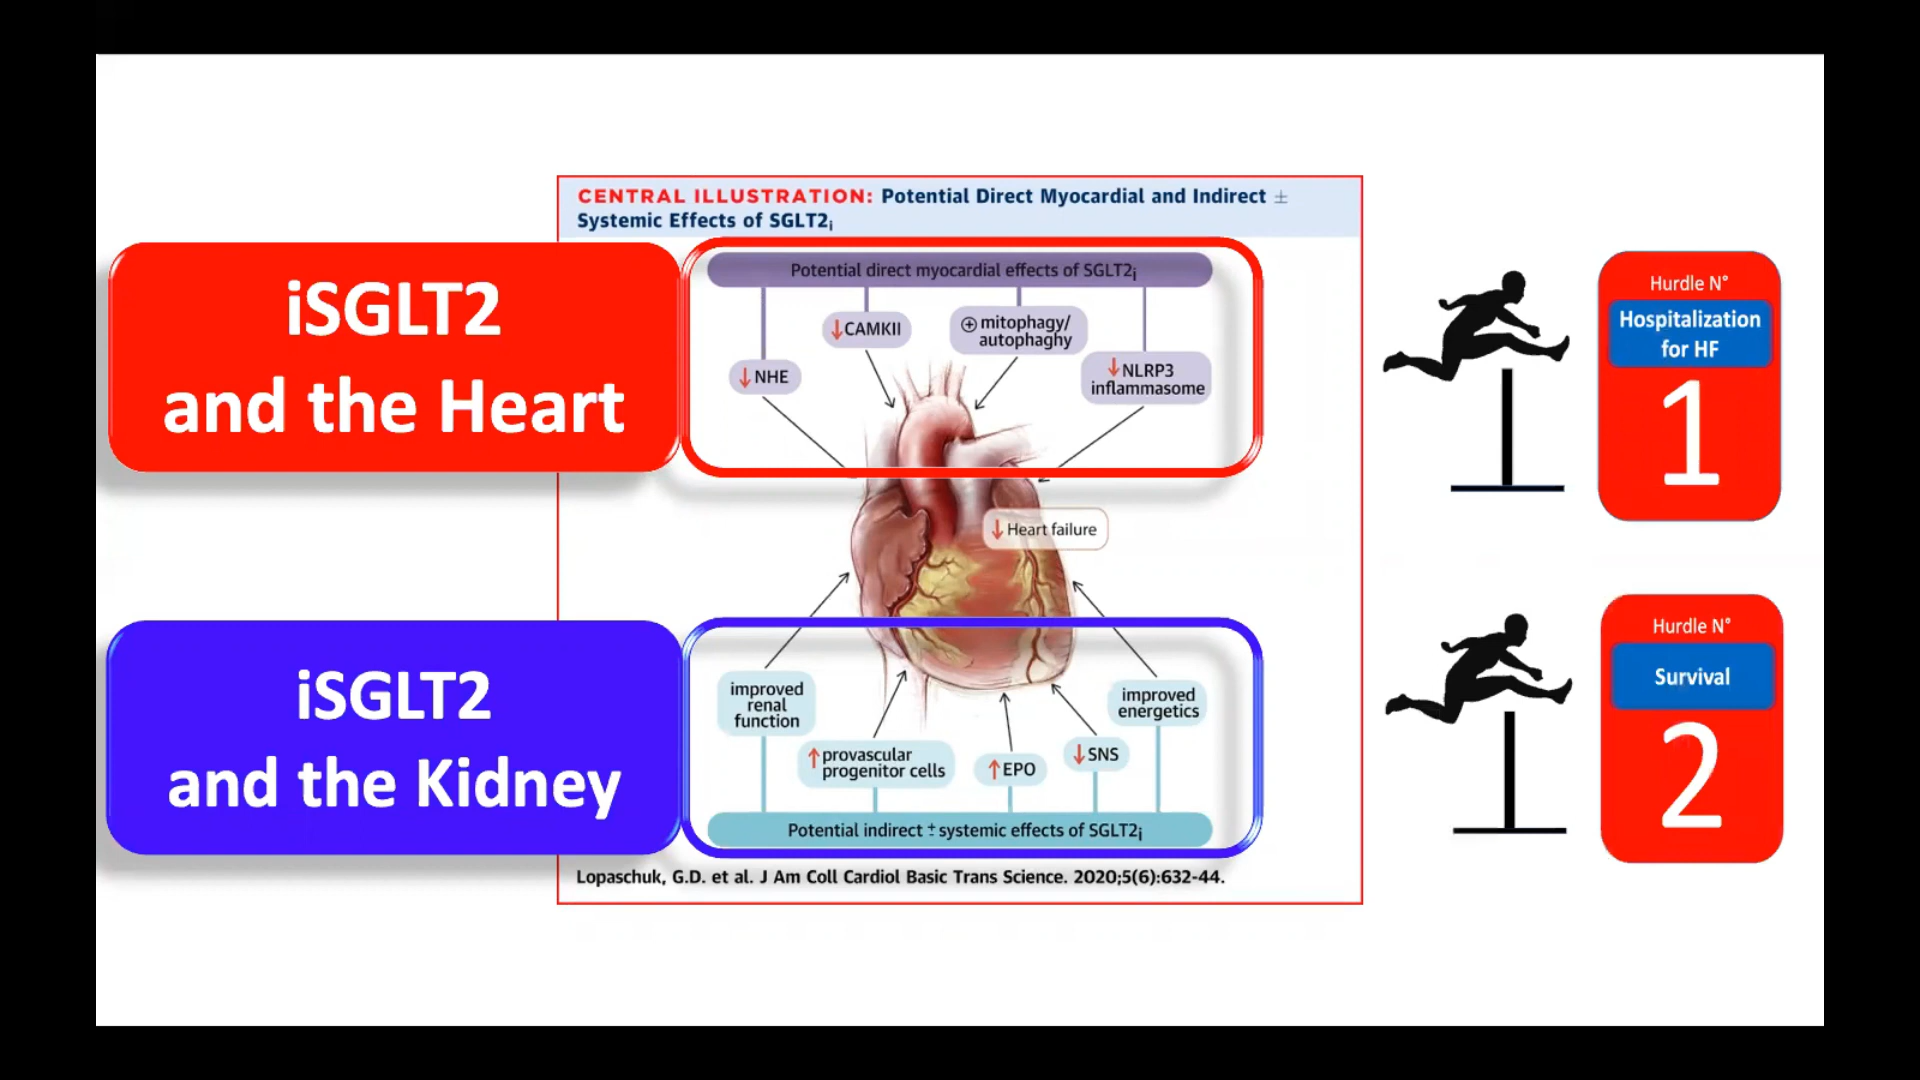 CENTRAL ILLUSTRATION: Potential Direct Myocardial and Indirect ±
Systemic Effects of SGLT2i
iSGLT2
and the Heart
Potential direct myocardial effects of SGLT2i
↓NHE
↓CAMKII
⊕ mitophagy/
autophaghy
↓NLRP3
inflammasome
↓ Heart failure
iSGLT2
and the Kidney
improved
renal
function
↑provascular
progenitor cells
↑EPO
↓SNS
improved
energetics
Potential indirect ± systemic effects of SGLT2i
Lopaschuk, G.D. et al. J Am Coll Cardiol Basic Trans Science. 2020;5(6):632-44.
Hurdle N°
Hospitalization
for HF
1
Hurdle N°
Survival
2